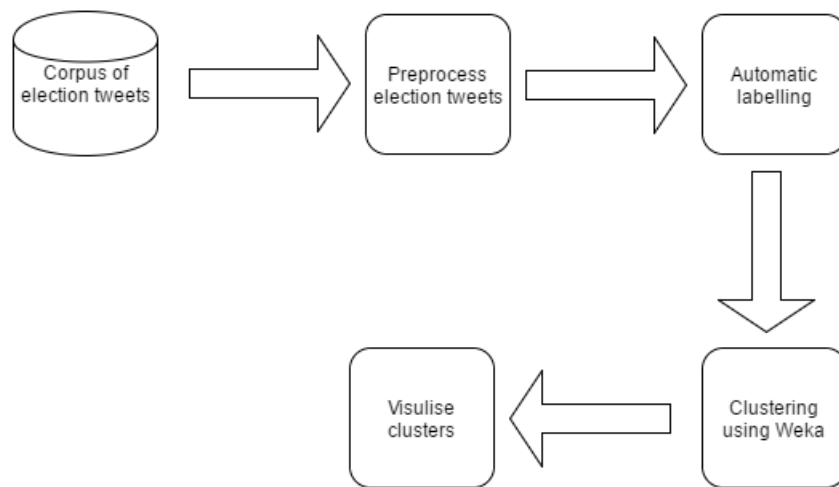 Corpus of
election tweets
Preprocess
election tweets
Automatic
labelling
Clustering
using Weka
Visulise
clusters